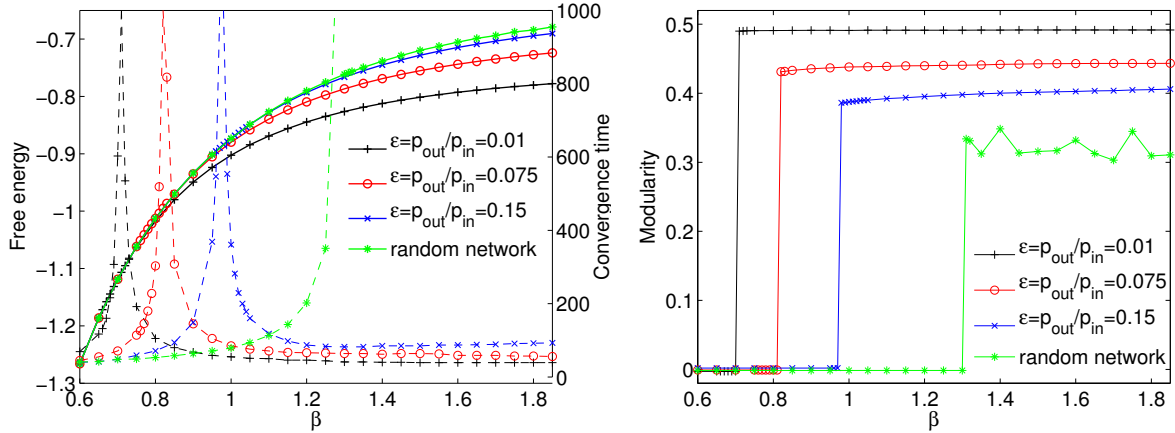 −0.7
−0.8
−0.9
−1
−1.1
−1.2
−1.3
Free energy
0.6
0.8
1
1.2
1.4
1.6
1.8
β
1000
800
600
400
200
0
Convergence time
ε=p_out/p_in=0.01
ε=p_out/p_in=0.075
ε=p_out/p_in=0.15
random network
0.5
0.4
0.3
0.2
0.1
0
Modularity
0.6
0.8
1
1.2
1.4
1.6
1.8
β
ε=p_out/p_in=0.01
ε=p_out/p_in=0.075
ε=p_out/p_in=0.15
random network